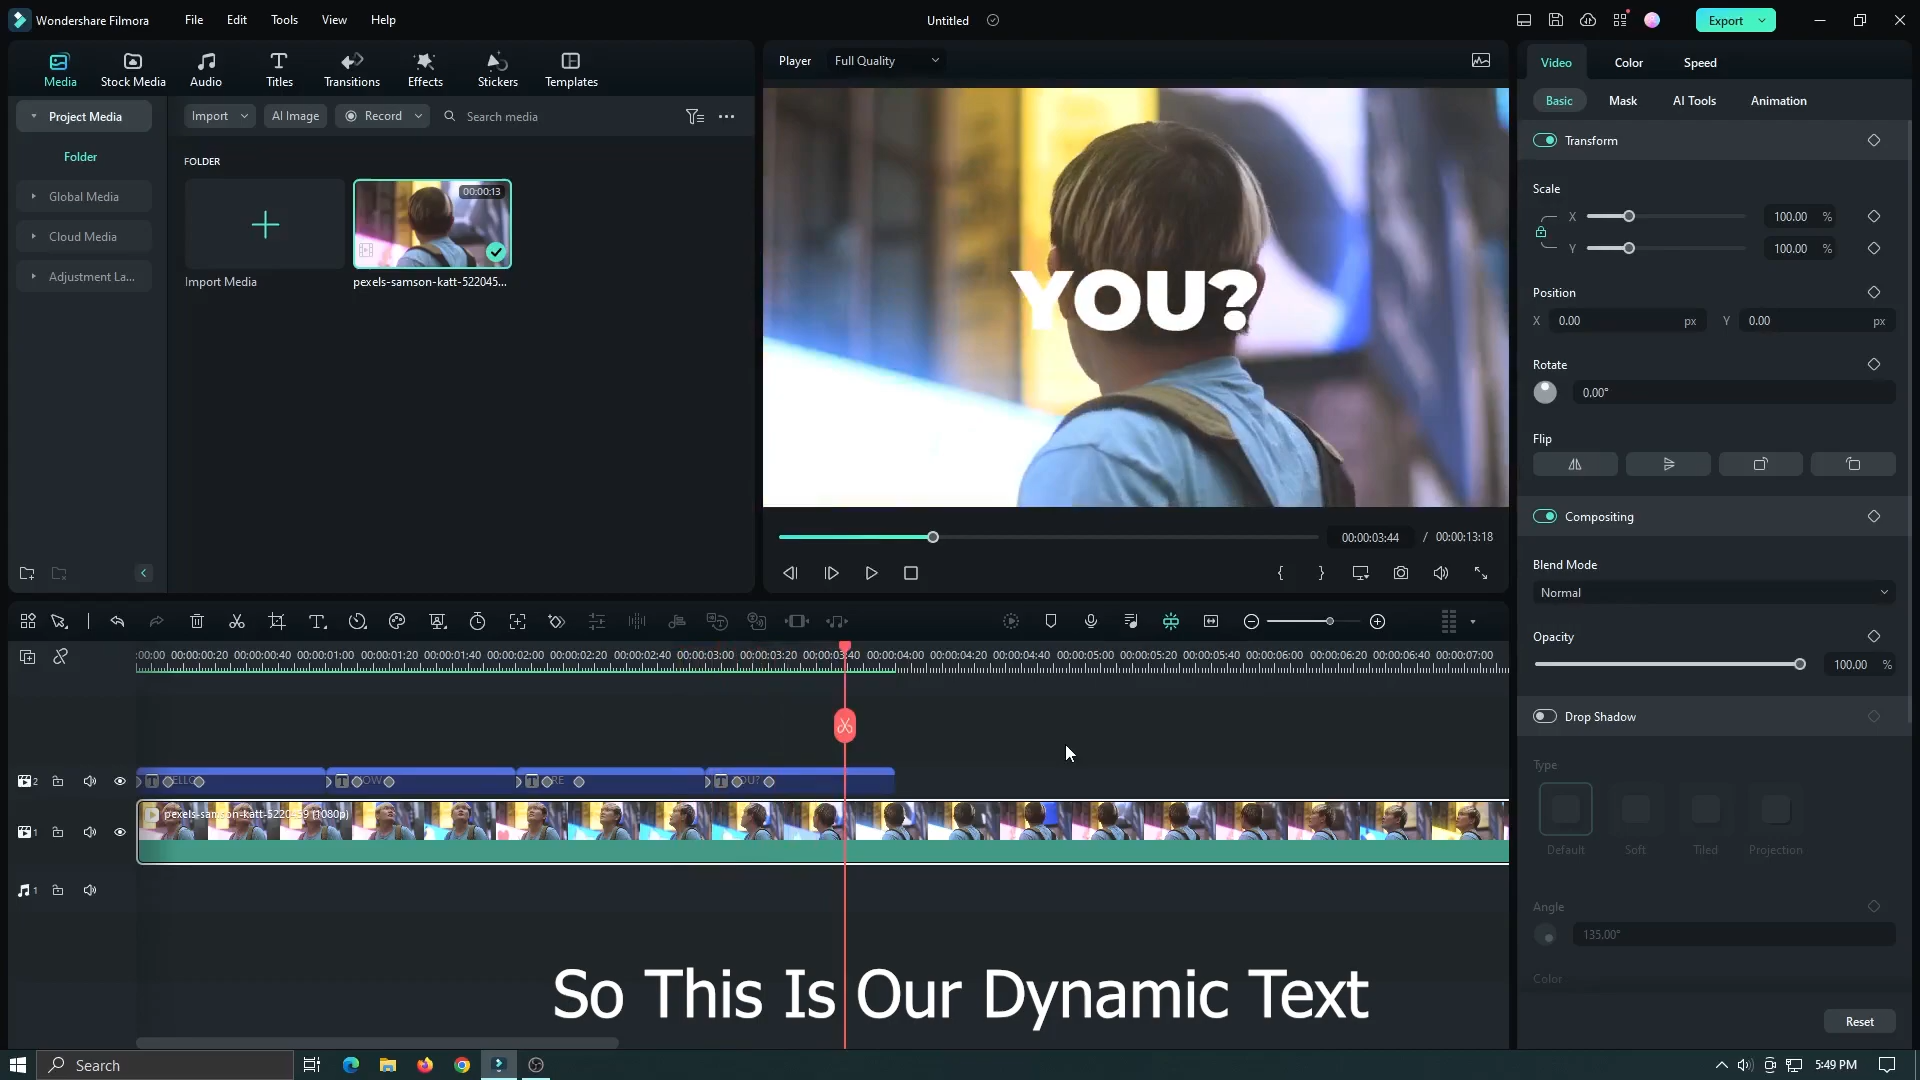 Wondershare Filmora File Edit Tools View Help Untitled Export
Media Stock Media Audio Titles Transitions Effects Stickers Templates
Project Media
Folder
Global Media
Cloud Media
Adjustment La...
Import AI Image Record Search media
FOLDER
00:00:13
Import Media pexels-samson-katt-522045...
Player Full Quality
YOU?
00:00:03:44 / 00:00:13:18
Video Color Speed
Basic Mask AI Tools Animation
Transform
Scale
X 100.00 %
Y 100.00 %
Position
X 0.00 px Y 0.00 px
Rotate
0.00°
Flip
Compositing
Blend Mode
Normal
Opacity
100.00 %
Drop Shadow
Type
Default Soft Tiled Projection
Angle
135.00°
Color
Reset
:00:00 00:00:00:20 00:00:00:40 00:00:01:00 00:00:01:20 00:00:01:40 00:00:02:00 00:00:02:20 00:00:02:40 00:00:03:00 00:00:03:20 00:00:03:40 00:00:04:00 00:00:04:20 00:00:04:40 00:00:05:00 00:00:05:20 00:00:05:40 00:00:06:00 00:00:06:20 00:00:06:40 00:00:07:00
2
1
1
So This Is Our Dynamic Text
Search 5:49 PM